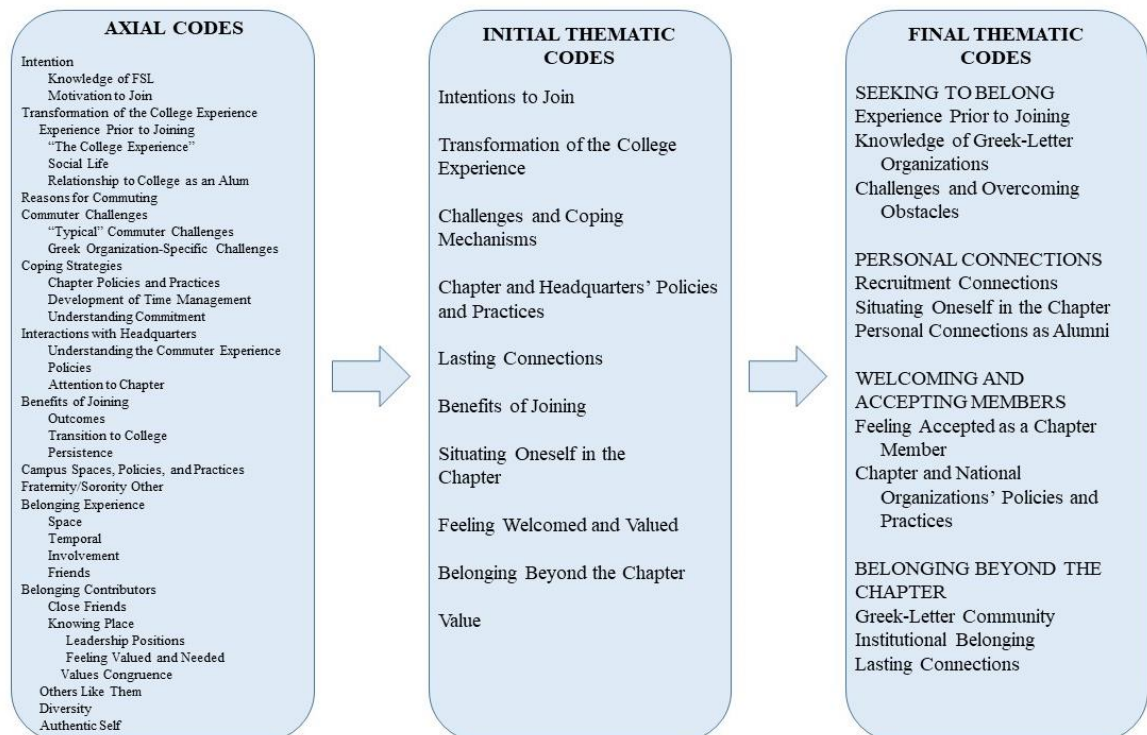 AXIAL CODES
Intention
Knowledge of FSL
Motivation to Join
Transformation of the College Experience
Experience Prior to Joining
“The College Experience”
Social Life
Relationship to College as an Alum
Reasons for Commuting
Commuter Challenges
“Typical” Commuter Challenges
Greek Organization-Specific Challenges
Coping Strategies
Chapter Policies and Practices
Development of Time Management
Understanding Commitment
Interactions with Headquarters
Understanding the Commuter Experience
Policies
Attention to Chapter
Benefits of Joining
Outcomes
Transition to College
Persistence
Campus Spaces, Policies, and Practices
Fraternity/Sorority Other
Belonging Experience
Space
Temporal
Involvement
Friends
Belonging Contributors
Close Friends
Knowing Place
Leadership Positions
Feeling Valued and Needed
Values Congruence
Others Like Them
Diversity
Authentic Self
INITIAL THEMATIC
CODES
Intentions to Join
Transformation of the College
Experience
Challenges and Coping
Mechanisms
Chapter and Headquarters’ Policies
and Practices
Lasting Connections
Benefits of Joining
Situating Oneself in the
Chapter
Feeling Welcomed and Valued
Belonging Beyond the Chapter
Value
FINAL THEMATIC
CODES
SEEKING TO BELONG
Experience Prior to Joining
Knowledge of Greek-Letter
Organizations
Challenges and Overcoming
Obstacles
PERSONAL CONNECTIONS
Recruitment Connections
Situating Oneself in the Chapter
Personal Connections as Alumni
WELCOMING AND
ACCEPTING MEMBERS
Feeling Accepted as a Chapter
Member
Chapter and National
Organizations’ Policies and
Practices
BELONGING BEYOND THE
CHAPTER
Greek-Letter Community
Institutional Belonging
Lasting Connections